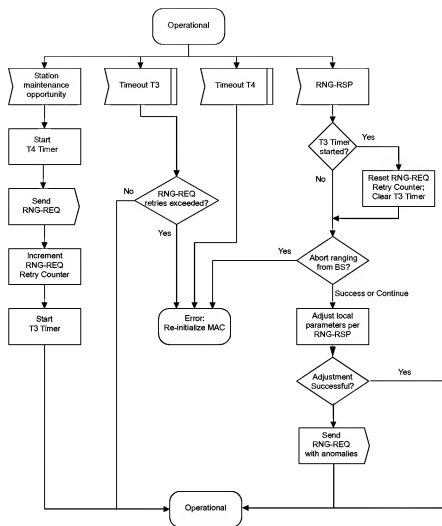 Operational
Station
maintenance
opportunity
Timeout T3
Timeout T4
RNG-RSP
Start
T4 Timer
T3 Timer
started?
Yes
No
Reset RNG-REQ
Retry Counter;
Clear T3 Timer
Send
RNG-REQ
No
RNG-REQ
retries exceeded?
Yes
Increment
RNG-REQ
Retry Counter
Yes
Abort ranging
from BS?
Success or Continue
Start
T3 Timer
Error:
Re-initialize MAC
Adjust local
parameters per
RNG-RSP
Adjustment
Successful?
Yes
Send
RNG-REQ
with anomalies
Operational